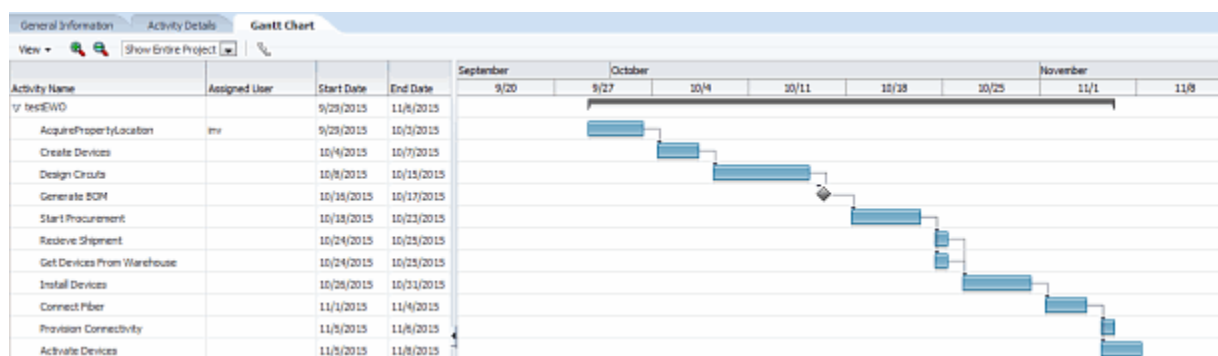 General Information Activity Details Gantt Chart
View Show Entire Project
September October November
Activity Name Assigned User Start Date End Date 9/20 9/27 10/4 10/11 10/18 10/25 11/1 11/8
testEWO 9/29/2015 11/6/2015
AcquirePropertyLocation inv 9/29/2015 10/3/2015
Create Devices 10/4/2015 10/7/2015
Design Circuts 10/8/2015 10/15/2015
Generate BOM 10/16/2015 10/17/2015
Start Procurement 10/18/2015 10/23/2015
Recieve Shipment 10/24/2015 10/25/2015
Get Devices From Warehouse 10/24/2015 10/25/2015
Install Devices 10/26/2015 10/31/2015
Connect Fiber 11/1/2015 11/4/2015
Provision Connectivity 11/5/2015 11/6/2015
Activate Devices 11/5/2015 11/8/2015